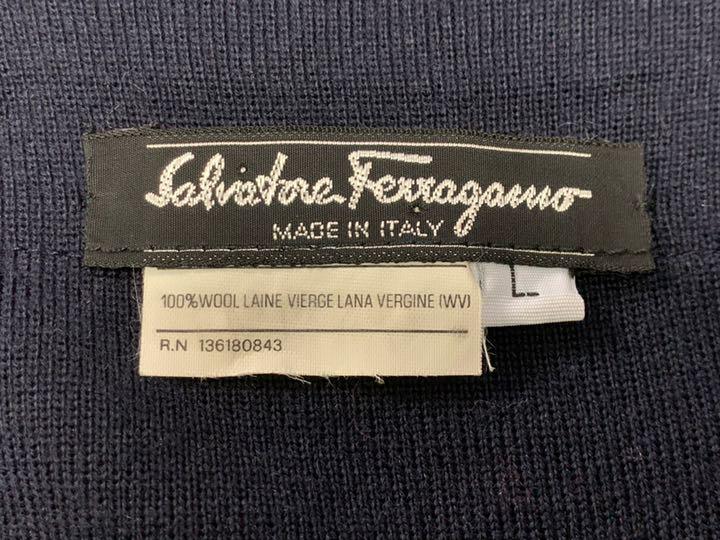 Salvatore Ferragamo
MADE IN ITALY
100%WOOL LAINE VIERGE LANA VERGINE (WV)
R.N 136180843
L